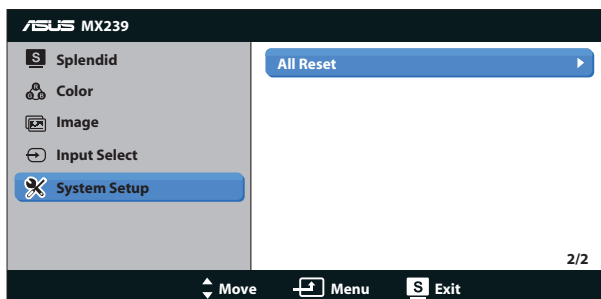 ASUS MX239
S Splendid
Color
Image
Input Select
System Setup
All Reset
2/2
Move Menu S Exit